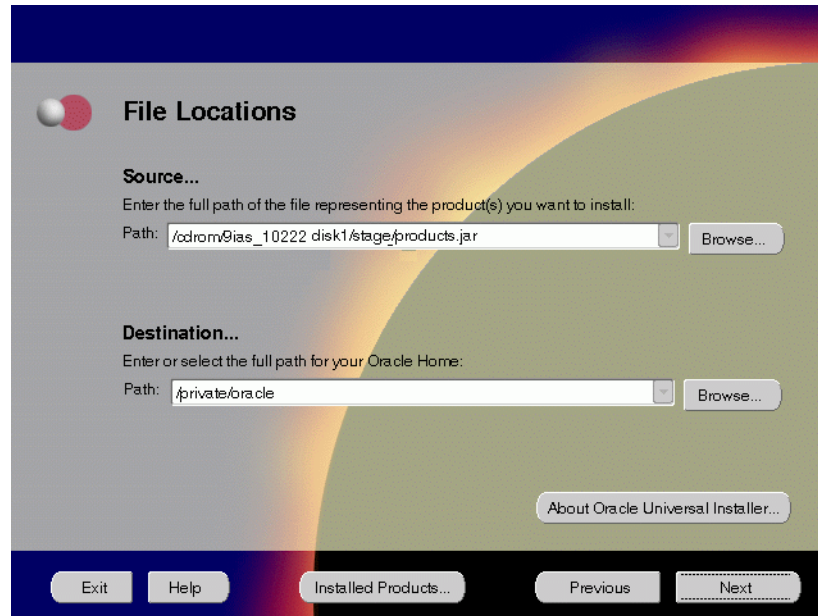 File Locations
Source...
Enter the full path of the file representing the product(s) you want to install:
Path: /cdrom/9ias_10222 disk1/stage/products.jar Browse...
Destination...
Enter or select the full path for your Oracle Home:
Path: /private/oracle Browse...
About Oracle Universal Installer...
Exit Help Installed Products... Previous Next